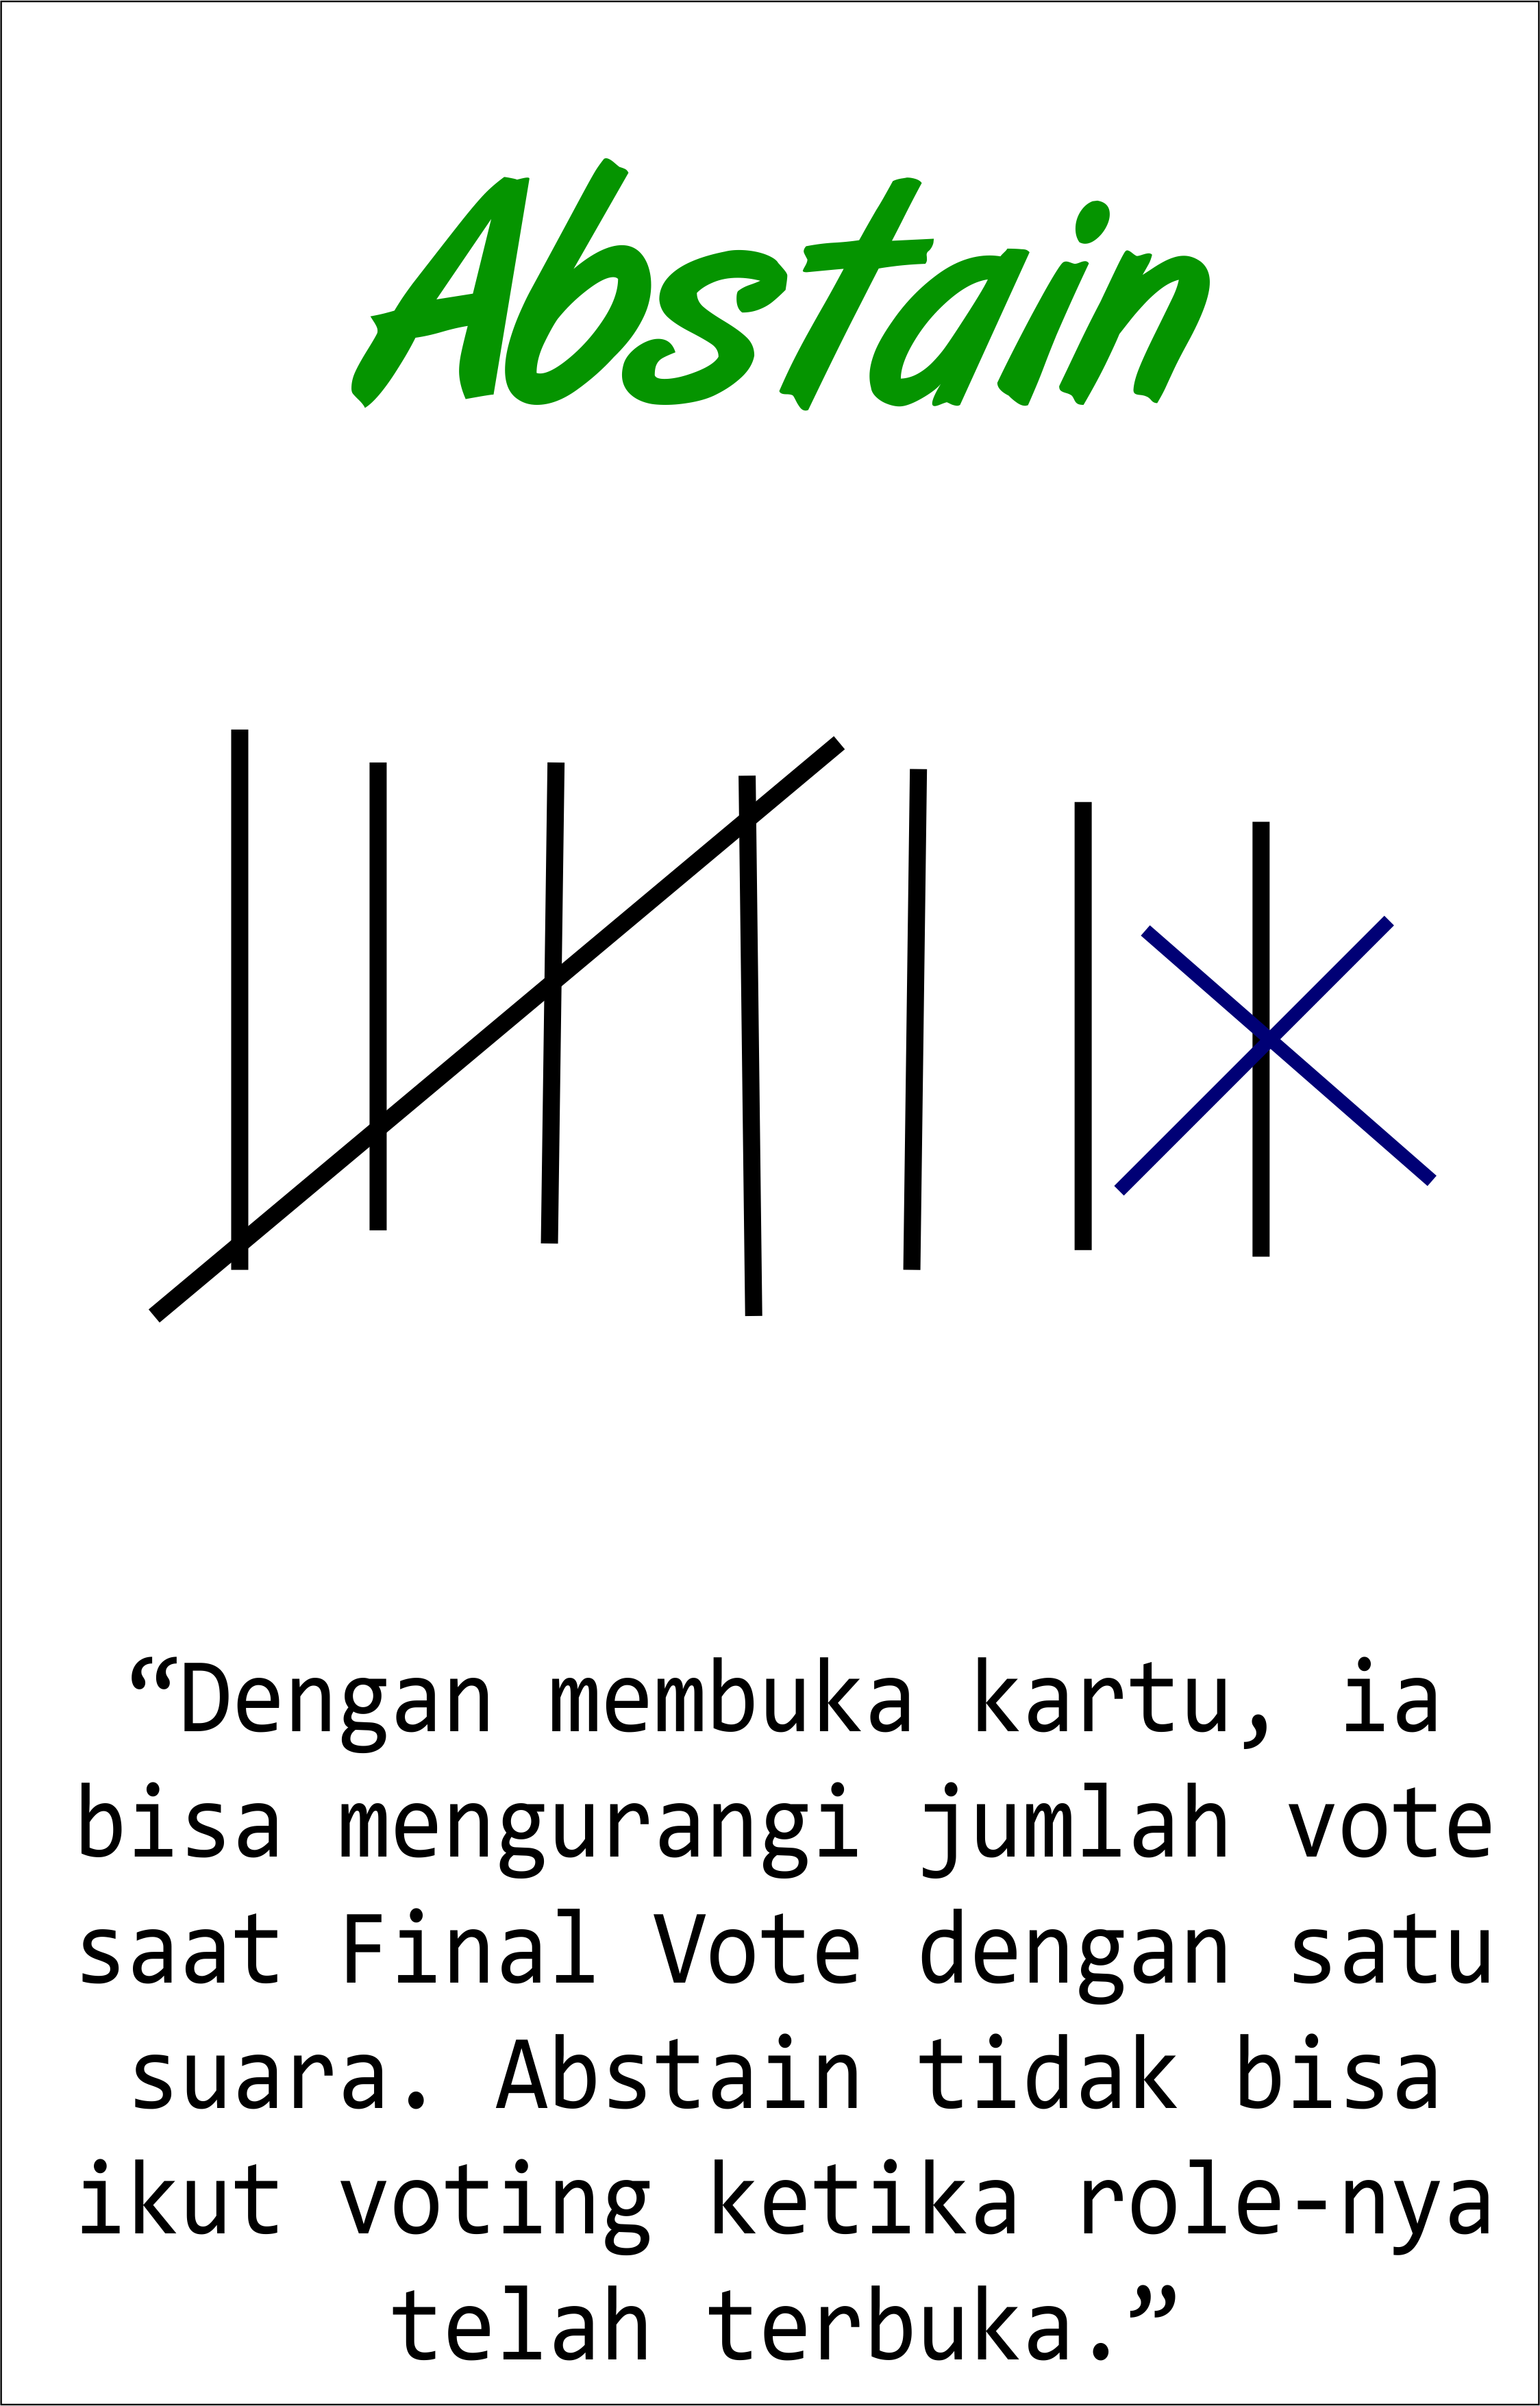 Abstain
“Dengan membuka kartu, ia
bisa mengurangi jumlah vote
saat Final Vote dengan satu
suara. Abstain tidak bisa
ikut voting ketika role-nya
telah terbuka.”